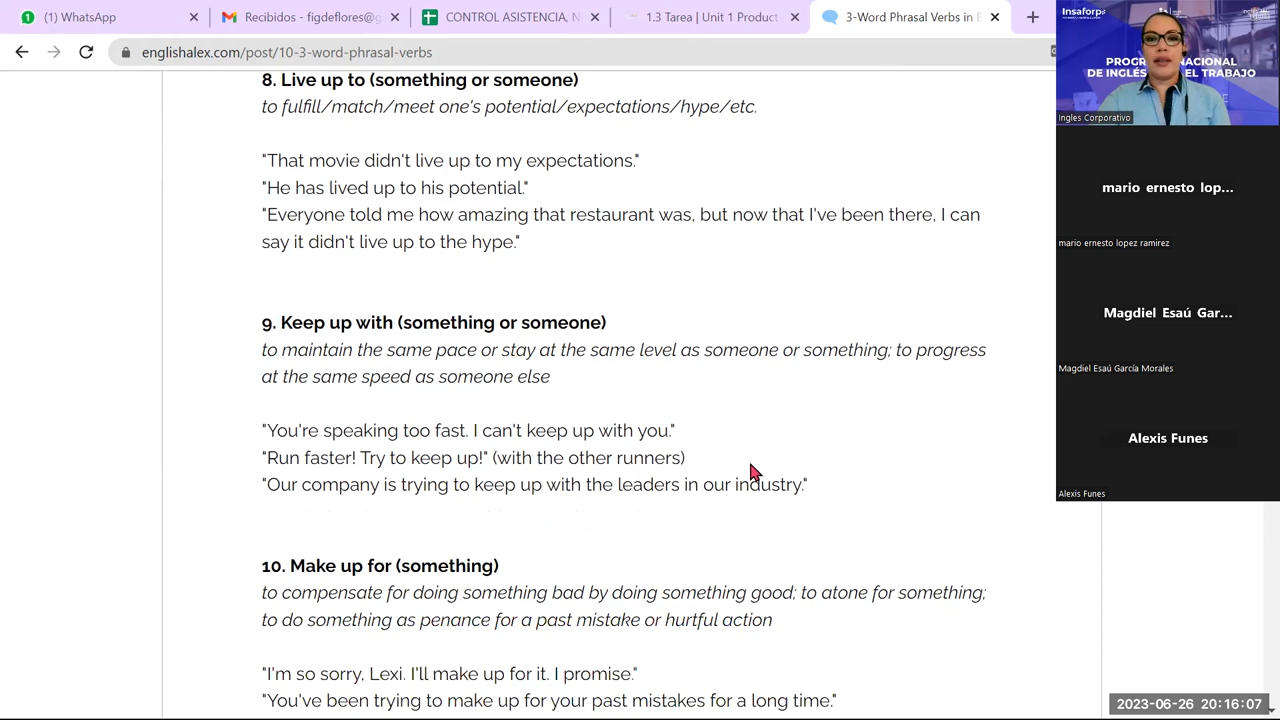 (1) WhatsApp
Recibidos - figdefloresc
CONTROL ASISTENC
1.3 Tarea | Unit 1 Product
3-Word Phrasal Verbs in E
englishalex.com/post/10-3-word-phrasal-verbs
8. Live up to (something or someone)
to fulfill/match/meet one's potential/expectations/hype/etc.
"That movie didn't live up to my expectations."
"He has lived up to his potential."
"Everyone told me how amazing that restaurant was, but now that I've been there, I can
say it didn't live up to the hype."
9. Keep up with (something or someone)
to maintain the same pace or stay at the same level as someone or something; to progress
at the same speed as someone else
"You're speaking too fast. I can't keep up with you."
"Run faster! Try to keep up!" (with the other runners)
"Our company is trying to keep up with the leaders in our industry."
10. Make up for (something)
to compensate for doing something bad by doing something good; to atone for something;
to do something as penance for a past mistake or hurtful action
"I'm so sorry, Lexi. I'll make up for it. I promise."
"You've been trying to make up for your past mistakes for a long time."
Insaforp
PROGR NACIONAL
DE INGLÉS EL TRABAJO
Ingles Corporativo
mario ernesto lop...
mario ernesto lopez ramirez
Magdiel Esaú Gar...
Magdiel Esaú García Morales
Alexis Funes
Alexis Funes
2023-06-26 20:16:07